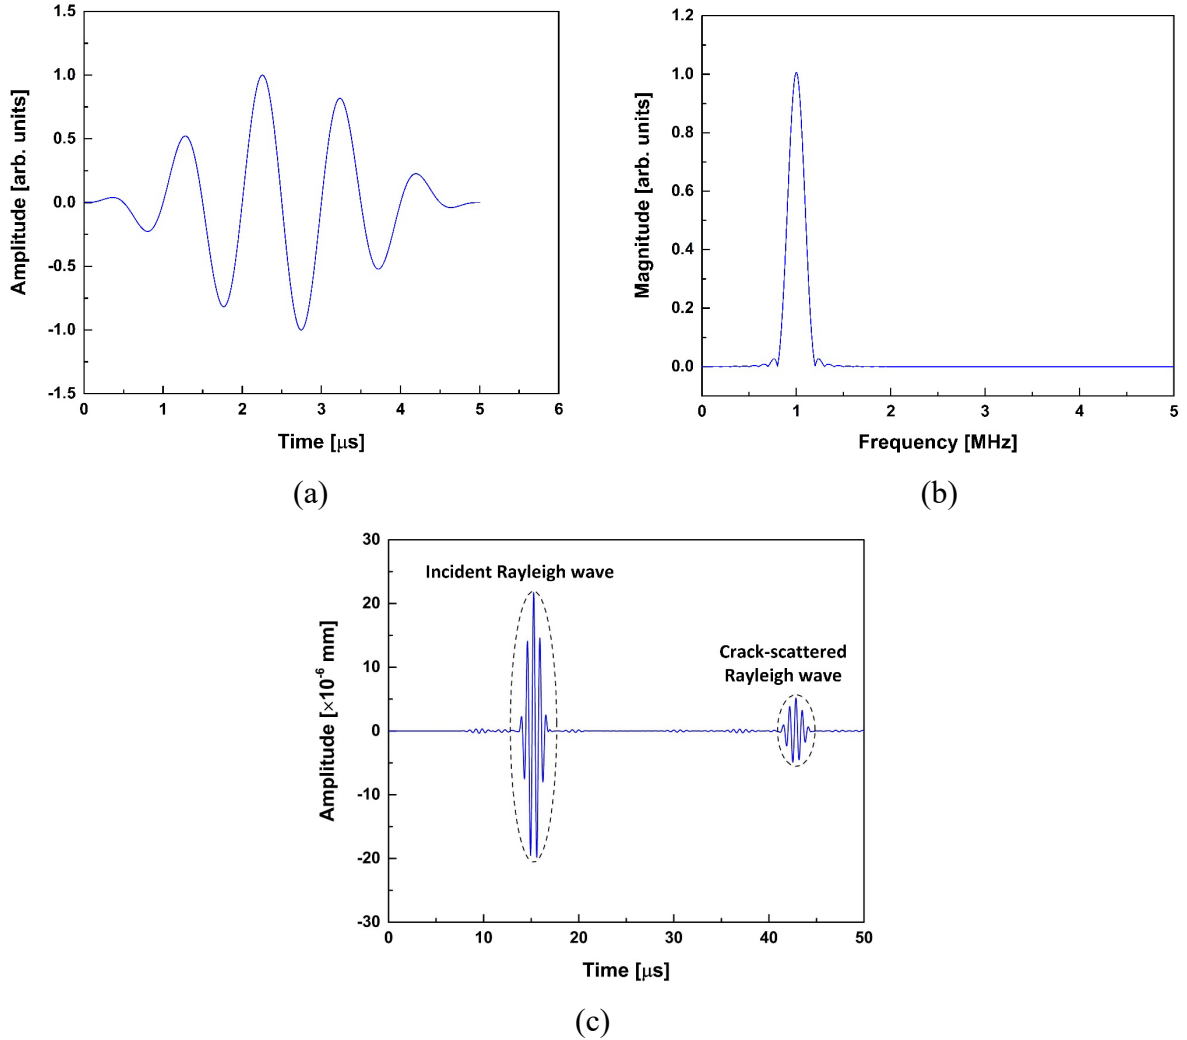 1.5
1.0
0.5
0.0
-0.5
-1.0
-1.5
Amplitude [arb. units]
0 1 2 3 4 5 6
Time [μs]
(a)
1.2
1.0
0.8
0.6
0.4
0.2
0.0
Magnitude [arb. units]
0 1 2 3 4 5
Frequency [MHz]
(b)
30
20
10
0
-10
-20
-30
Amplitude [×10⁻⁶ mm]
Incident Rayleigh wave
Crack-scattered
Rayleigh wave
0 10 20 30 40 50
Time [μs]
(c)